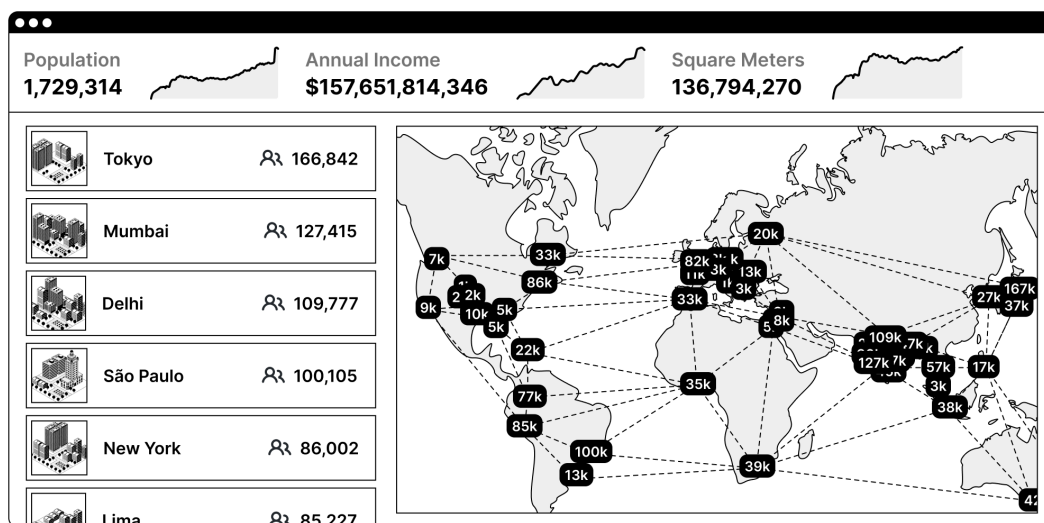 Population
1,729,314
Annual Income
$157,651,814,346
Square Meters
136,794,270
Tokyo
166,842
Mumbai
127,415
Delhi
109,777
São Paulo
100,105
New York
86,002
Lima
85,227
20k
33k
7k
82k
13k
86k
3k
3k
167k
27k
33k
37k
9k
2k
5k
10k
5k
8k
109k
22k
127k
57k
17k
35k
3k
77k
38k
85k
100k
39k
13k